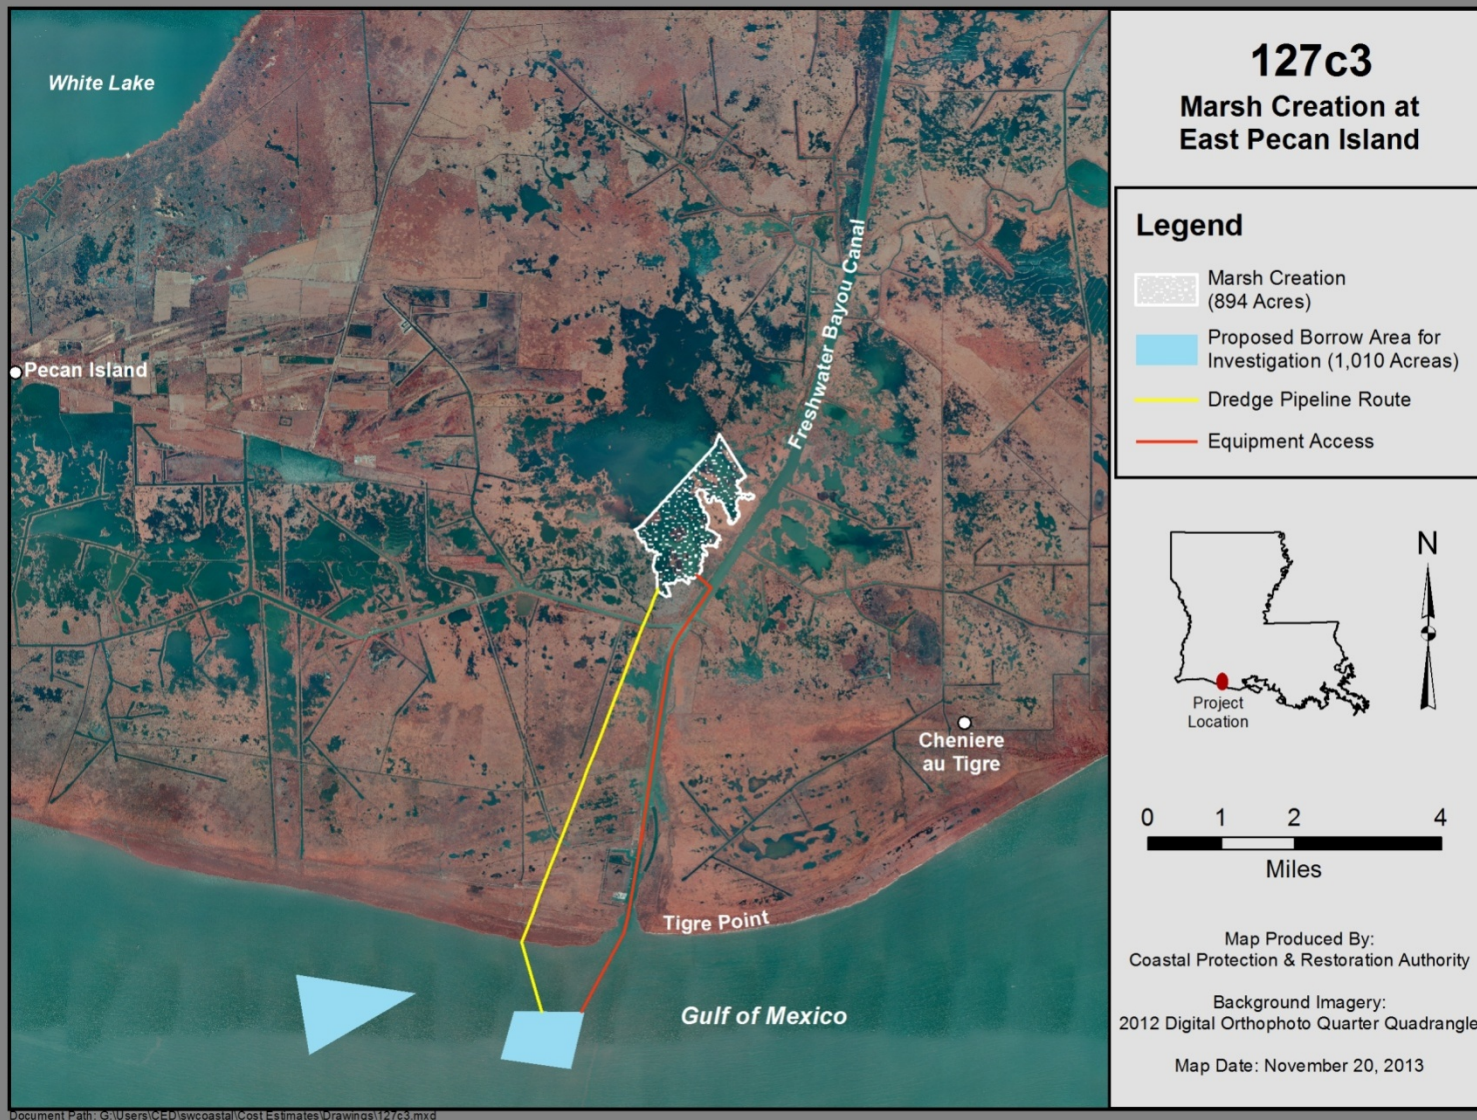 White Lake
Pecan Island
Freshwater Bayou Canal
Cheniere
au Tigre
Tigre Point
Gulf of Mexico
127c3
Marsh Creation at
East Pecan Island
Legend
Marsh Creation
(894 Acres)
Proposed Borrow Area for
Investigation (1,010 Acreas)
Dredge Pipeline Route
Equipment Access
Project
Location
N
0 1 2 4
Miles
Map Produced By:
Coastal Protection & Restoration Authority
Background Imagery:
2012 Digital Orthophoto Quarter Quadrangle
Map Date: November 20, 2013
Document Path: G:\Users\CED\swcoastal\Cost Estimates\Drawings\127c3.mxd